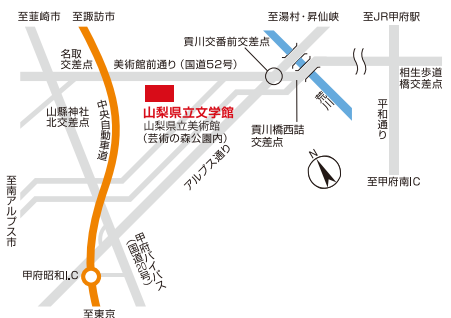 至韮崎市
至諏訪市
至湯村・昇仙峡
至JR甲府駅
貢川交番前交差点
名取
交差点
美術館前通り(国道52号)
相生歩道
橋交差点
山梨県立文学館
山梨県立美術館
(芸術の森公園内)
荒川
山縣神社
北交差点
中央自動車道
貢川橋西詰
交差点
平和通り
アルプス通り
N
至甲府南IC
至南アルプス市
甲府バイパス
(国道20号)
甲府昭和I.C
至東京